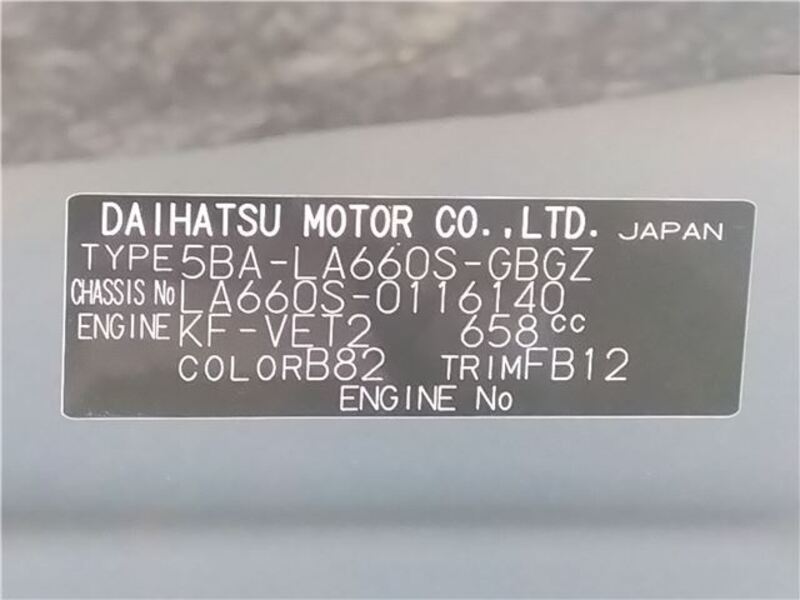 DAIHATSU MOTOR CO.,LTD. JAPAN
TYPE 5BA-LA660S-GBGZ
CHASSIS No LA660S-0116140
ENGINE KF-VET2 658cc
COLOR B82 TRIM FB12
ENGINE No